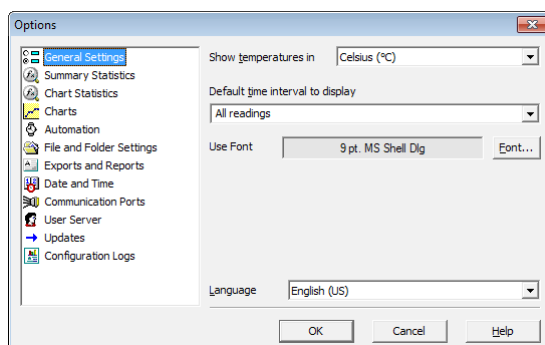 Options
General Settings
Summary Statistics
Chart Statistics
Charts
Automation
File and Folder Settings
Exports and Reports
Date and Time
Communication Ports
User Server
Updates
Configuration Logs
Show temperatures in Celsius (°C)
Default time interval to display
All readings
Use Font 9 pt. MS Shell Dlg Font...
Language English (US)
OK Cancel Help